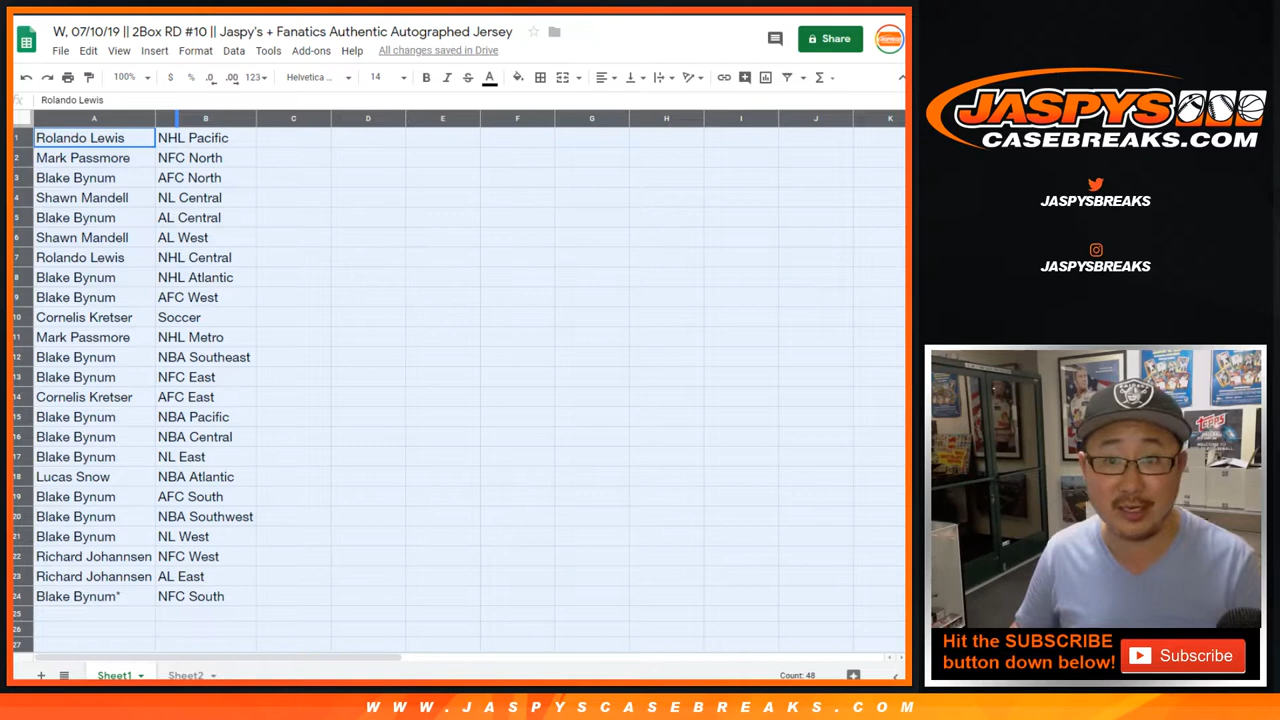 W, 07/10/19 || 2Box RD #10 || Jaspy's + Fanatics Authentic Autographed Jersey
File Edit View Insert Format Data Tools Add-ons Help All changes saved in Drive
Share
100% $ % .0 .00 123 Helvetica ... 14 B I S A
fx Rolando Lewis
A B C D E F G H I J K
1 Rolando Lewis NHL Pacific
2 Mark Passmore NFC North
3 Blake Bynum AFC North
4 Shawn Mandell NL Central
5 Blake Bynum AL Central
6 Shawn Mandell AL West
7 Rolando Lewis NHL Central
8 Blake Bynum NHL Atlantic
9 Blake Bynum AFC West
10 Cornelis Kretser Soccer
11 Mark Passmore NHL Metro
12 Blake Bynum NBA Southeast
13 Blake Bynum NFC East
14 Cornelis Kretser AFC East
15 Blake Bynum NBA Pacific
16 Blake Bynum NBA Central
17 Blake Bynum NL East
18 Lucas Snow NBA Atlantic
19 Blake Bynum AFC South
20 Blake Bynum NBA Southwest
21 Blake Bynum NL West
22 Richard Johannsen NFC West
23 Richard Johannsen AL East
24 Blake Bynum* NFC South
25
26
27
Sheet1 Sheet2 Count: 48
JASPYS
CASEBREAKS.COM
JASPYSBREAKS
JASPYSBREAKS
RAIDERS
Topps
Hit the SUBSCRIBE
button down below!
Subscribe
WWW.JASPYSCASEBREAKS.COM